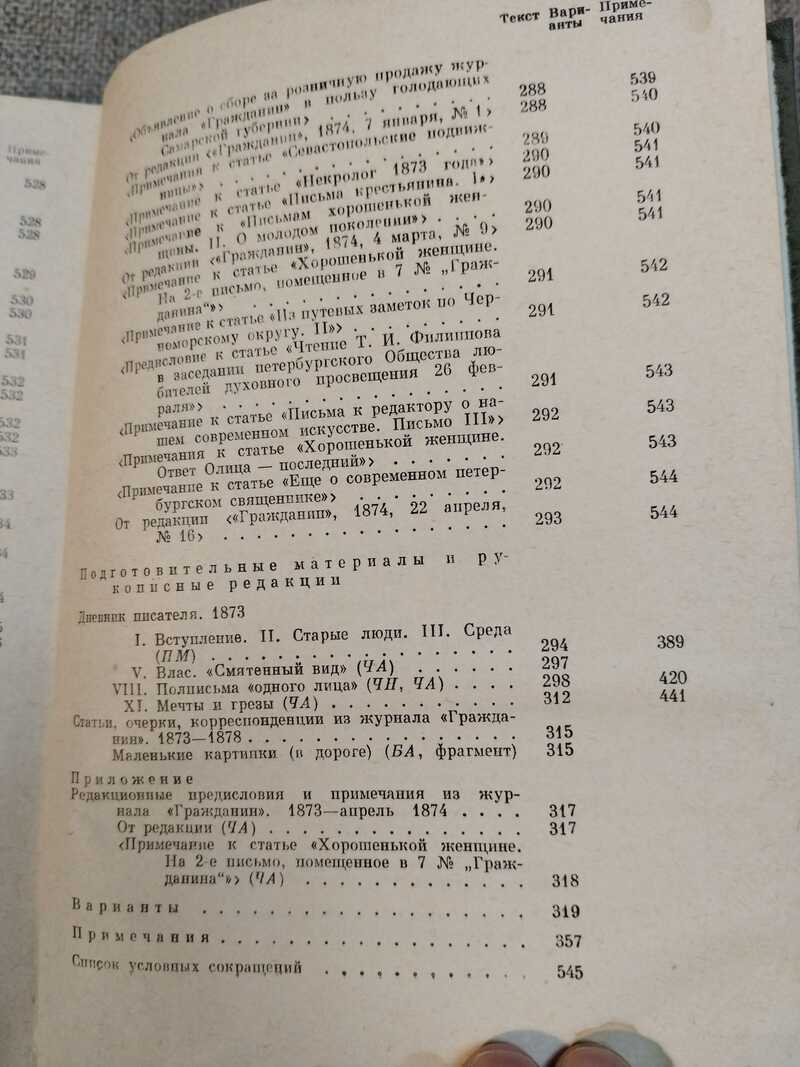 Текст Вари- Приме-
анты чания
‹Объявление о сборе на розничную продажу жур-
нала «Гражданин» в пользу голодающих
Самарской губернии› . . . . . . . 288 539
От редакции ‹«Гражданин», 1874, 7 января, № 1› 288 540
‹Примечания к статье «Севастопольские подвиж-
ницы»› . . . . . . . 289 540
‹Примечание к статье «Некролог 1873 года»› 290 541
‹Примечание к статье «Письма крестьянина. I»› 290 541
‹Примечание к «Письмам хорошенькой жен-
щины. II. О молодом поколении»› . . . . 290 541
От редакции ‹«Гражданин», 1874, 4 марта, № 9› 290 541
‹Примечание к статье «Хорошенькой женщине.
На 2-е письмо, помещенное в 7 № „Граж-
данина“»› . . . . . . . 291 542
‹Примечание к статье «Из путевых заметок по Чер-
номорскому округу. II»› . . . . . . 291 542
‹Предисловие к статье «Чтение Т. И. Филиппова
в заседании петербургского Общества лю-
бителей духовного просвещения 26 фев-
раля»› . . . . . . . 291 543
‹Примечание к статье «Письма к редактору о на-
шем современном искусстве. Письмо III»› 292 543
‹Примечания к статье «Хорошенькой женщине.
Ответ Олица — последний»› . . . . . . . 292 543
‹Примечание к статье «Еще о современном петер-
бургском священнике»› . . . . . . . 292 544
От редакции ‹«Гражданин», 1874, 22 апреля,
№ 16› . . . . . . . 293 544
Подготовительные материалы и ру-
кописные редакции
Дневник писателя. 1873
I. Вступление. II. Старые люди. III. Среда
(ПМ) . . . . . . . 294 389
V. Влас. «Смятенный вид» (ЧА) . . . . . . 297
VIII. Полписьма «одного лица» (ЧН, ЧА) . . . . 298 420
XI. Мечты и грезы (ЧА) . . . . . . . 312 441
Статьи, очерки, корреспонденции из журнала «Гражда-
нин». 1873—1878 . . . . . . . 315
Маленькие картинки (в дороге) (БА, фрагмент) 315
Приложение
Редакционные предисловия и примечания из жур-
нала «Гражданин». 1873—апрель 1874 . . . . 317
От редакции (ЧА) . . . . . . . 317
‹Примечание к статье «Хорошенькой женщине.
На 2-е письмо, помещенное в 7 № „Граж-
данина“»› (ЧА) . . . . . . . 318
Варианты . . . . . . . 319
Примечания . . . . . . . 357
Список условных сокращений . . . . . . . 545